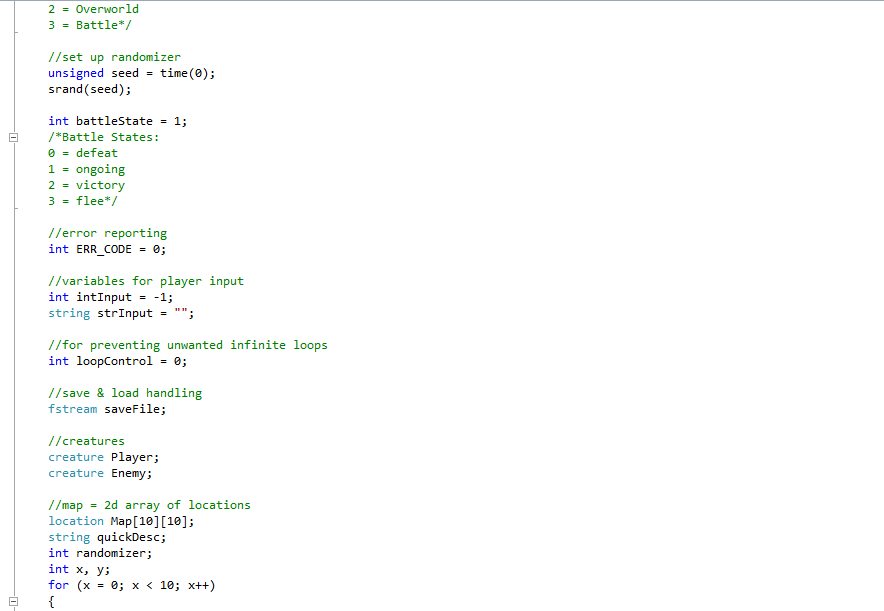 2 = Overworld
3 = Battle*/
//set up randomizer
unsigned seed = time(0);
srand(seed);
int battleState = 1;
/*Battle States:
0 = defeat
1 = ongoing
2 = victory
3 = flee*/
//error reporting
int ERR_CODE = 0;
//variables for player input
int intInput = -1;
string strInput = "";
//for preventing unwanted infinite loops
int loopControl = 0;
//save & load handling
fstream saveFile;
//creatures
creature Player;
creature Enemy;
//map = 2d array of locations
location Map[10][10];
string quickDesc;
int randomizer;
int x, y;
for (x = 0; x < 10; x++)
{